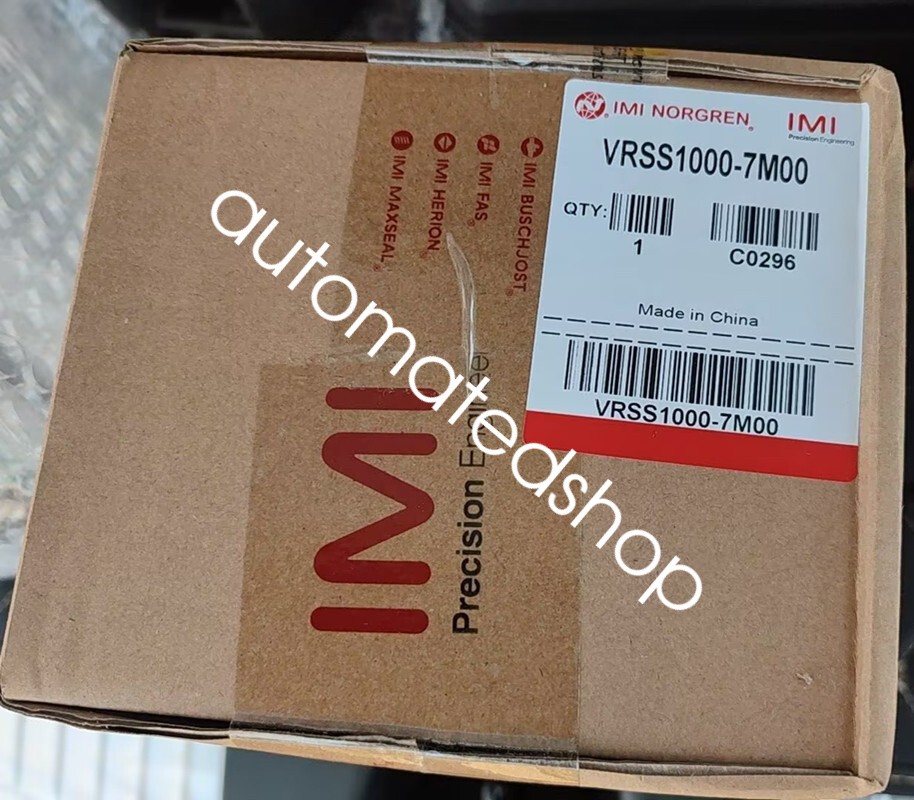 IMI NORGREN®
IMI
Precision Engineering
VRSS1000-7M00
QTY:
1
C0296
Made in China
VRSS1000-7M00
IMI BUSCHJOST®
IMI FAS®
IMI HERION®
IMI MAXSEAL®
IMI
Precision Engineer
automatedshop